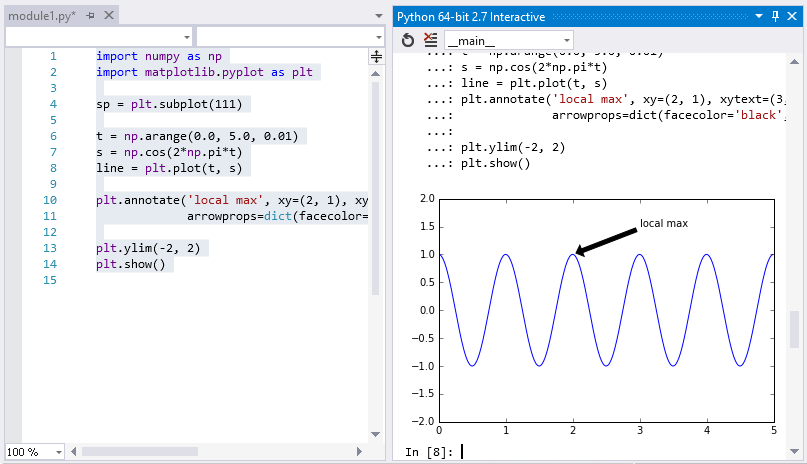 module1.py*
1 import numpy as np
2 import matplotlib.pyplot as plt
3
4 sp = plt.subplot(111)
5
6 t = np.arange(0.0, 5.0, 0.01)
7 s = np.cos(2*np.pi*t)
8 line = plt.plot(t, s)
9
10 plt.annotate('local max', xy=(2, 1), xy
11 arrowprops=dict(facecolor=
12
13 plt.ylim(-2, 2)
14 plt.show()
15
100 %
Python 64-bit 2.7 Interactive
__main__
...: t = np.arange(0.0, 5.0, 0.01)
...: s = np.cos(2*np.pi*t)
...: line = plt.plot(t, s)
...: plt.annotate('local max', xy=(2, 1), xytext=(3,
...: arrowprops=dict(facecolor='black',
...:
...: plt.ylim(-2, 2)
...: plt.show()
2.0
local max
1.5
1.0
0.5
0.0
−0.5
−1.0
−1.5
−2.0
0 1 2 3 4 5
In [8]: